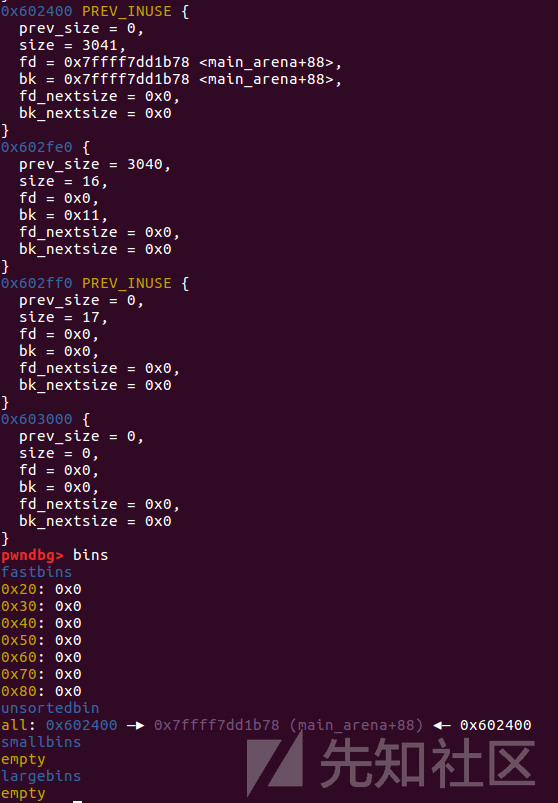 }
0x602400 PREV_INUSE {
  prev_size = 0,
  size = 3041,
  fd = 0x7ffff7dd1b78 <main_arena+88>,
  bk = 0x7ffff7dd1b78 <main_arena+88>,
  fd_nextsize = 0x0,
  bk_nextsize = 0x0
}
0x602fe0 {
  prev_size = 3040,
  size = 16,
  fd = 0x0,
  bk = 0x11,
  fd_nextsize = 0x0,
  bk_nextsize = 0x0
}
0x602ff0 PREV_INUSE {
  prev_size = 0,
  size = 17,
  fd = 0x0,
  bk = 0x0,
  fd_nextsize = 0x0,
  bk_nextsize = 0x0
}
0x603000 {
  prev_size = 0,
  size = 0,
  fd = 0x0,
  bk = 0x0,
  fd_nextsize = 0x0,
  bk_nextsize = 0x0
}
pwndbg> bins
fastbins
0x20: 0x0
0x30: 0x0
0x40: 0x0
0x50: 0x0
0x60: 0x0
0x70: 0x0
0x80: 0x0
unsortedbin
all: 0x602400 —▸ 0x7ffff7dd1b78 (main_arena+88) ◂— 0x602400
smallbins
empty
largebins
empty
先知社区